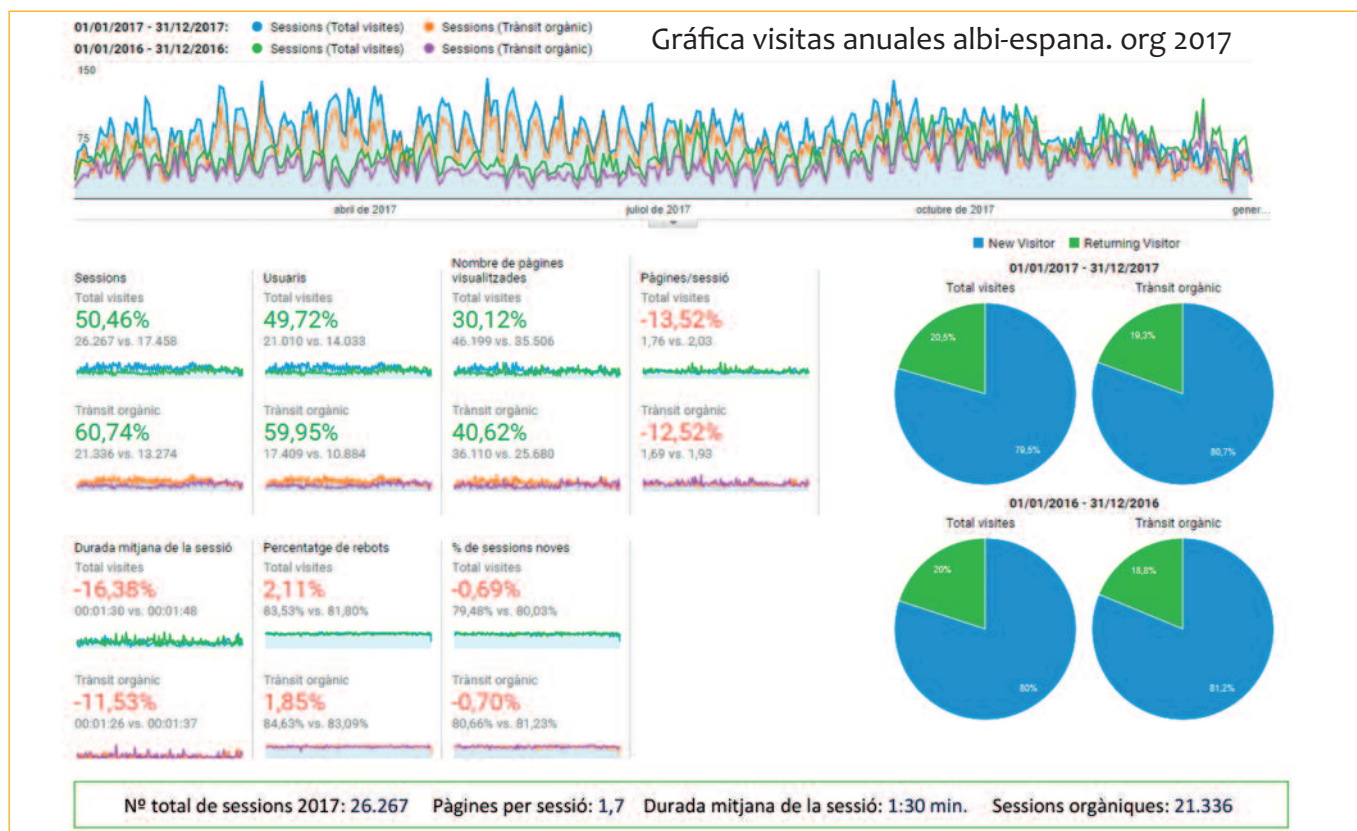 01/01/2017 - 31/12/2017: Sessions (Total visites) Sessions (Trànsit orgànic)
01/01/2016 - 31/12/2016: Sessions (Total visites) Sessions (Trànsit orgànic)
Gráfica visitas anuales albi-espana. org 2017
150
75
abril de 2017 juliol de 2017 octubre de 2017 gener...
Sessions
Total visites
50,46%
26.267 vs. 17.458
Trànsit orgànic
60,74%
21.336 vs. 13.274
Usuaris
Total visites
49,72%
21.010 vs. 14.033
Trànsit orgànic
59,95%
17.409 vs. 10.884
Nombre de pàgines
visualitzades
Total visites
30,12%
46.199 vs. 35.506
Trànsit orgànic
40,62%
36.110 vs. 25.680
Pàgines/sessió
Total visites
-13,52%
1,76 vs. 2,03
Trànsit orgànic
-12,52%
1,69 vs. 1,93
New Visitor Returning Visitor
01/01/2017 - 31/12/2017
Total visites Trànsit orgànic
20,5% 19,3%
79,5% 80,7%
01/01/2016 - 31/12/2016
Total visites Trànsit orgànic
20% 18,8%
80% 81,2%
Durada mitjana de la sessió
Total visites
-16,38%
00:01:30 vs. 00:01:48
Trànsit orgànic
-11,53%
00:01:26 vs. 00:01:37
Percentatge de rebots
Total visites
2,11%
83,53% vs. 81,80%
Trànsit orgànic
1,85%
84,63% vs. 83,09%
% de sessions noves
Total visites
-0,69%
79,48% vs. 80,03%
Trànsit orgànic
-0,70%
80,66% vs. 81,23%
Nº total de sessions 2017: 26.267 Pàgines per sessió: 1,7 Durada mitjana de la sessió: 1:30 min. Sessions orgàniques: 21.336